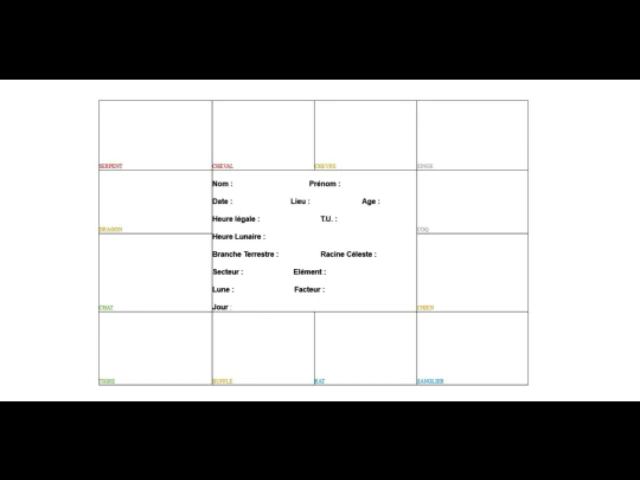 SERPENT CHEVAL CHEVRE SINGE
Nom : Prénom :
Date : Lieu : Age :
Heure légale : T.U. :
DRAGON COQ
Heure Lunaire :
Branche Terrestre : Racine Céleste :
Secteur : Elément :
Lune : Facteur :
Jour :
CHAT CHIEN
TIGRE BUFFLE RAT SANGLIER